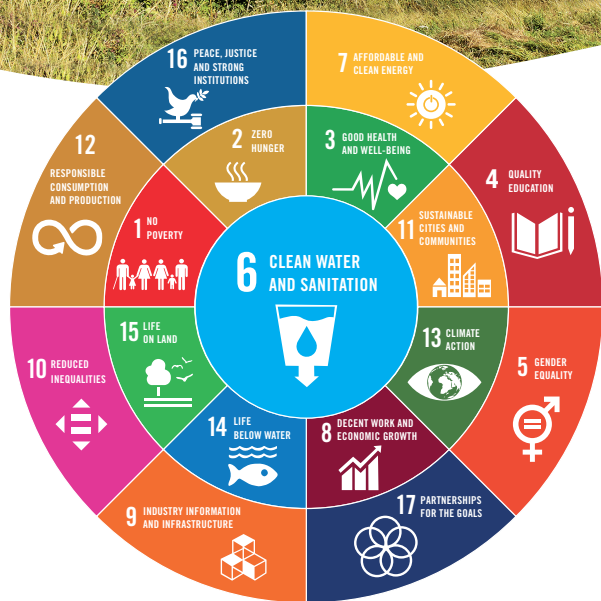 16 PEACE, JUSTICE
AND STRONG
INSTITUTIONS
7 AFFORDABLE AND
CLEAN ENERGY
12
RESPONSIBLE
CONSUMPTION
AND PRODUCTION
2 ZERO
HUNGER
3 GOOD HEALTH
AND WELL-BEING
4 QUALITY
EDUCATION
1 NO
POVERTY
11 SUSTAINABLE
CITIES AND
COMMUNITIES
6 CLEAN WATER
AND SANITATION
15 LIFE
ON LAND
13 CLIMATE
ACTION
10 REDUCED
INEQUALITIES
5 GENDER
EQUALITY
14 LIFE
BELOW WATER
8 DECENT WORK AND
ECONOMIC GROWTH
9 INDUSTRY INFORMATION
AND INFRASTRUCTURE
17 PARTNERSHIPS
FOR THE GOALS